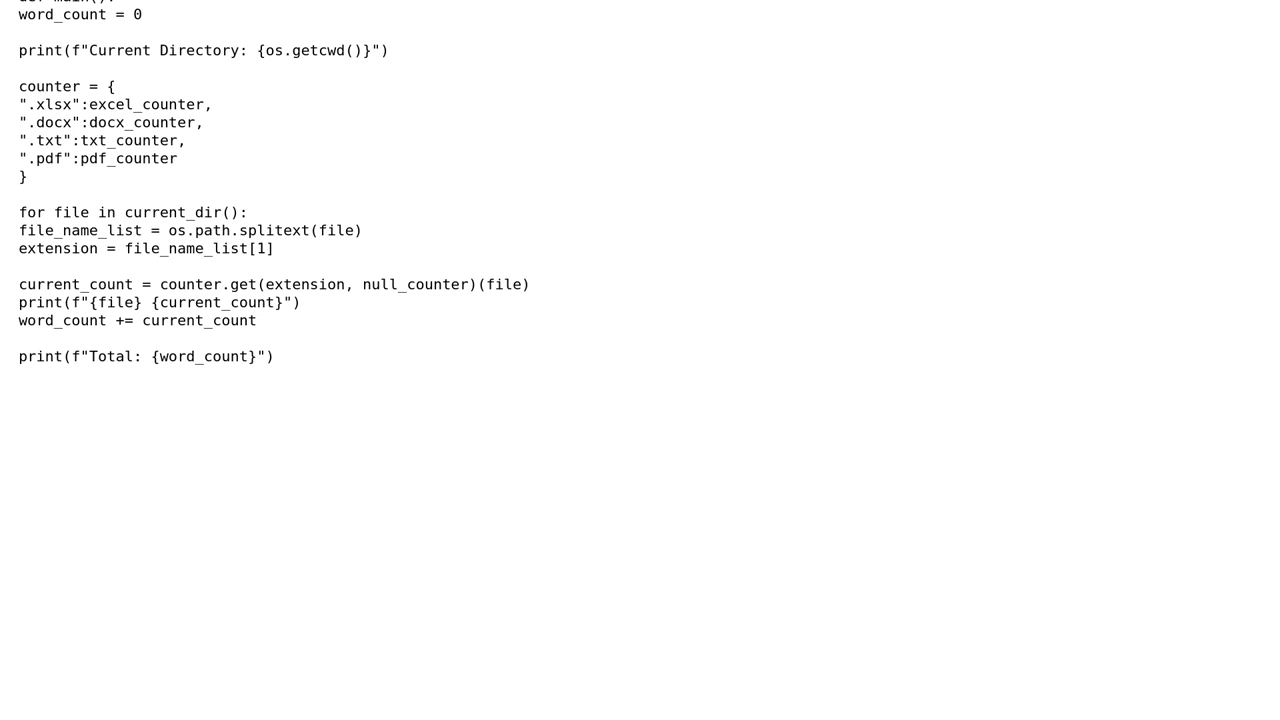 def main():
word_count = 0

print(f"Current Directory: {os.getcwd()}")

counter = {
".xlsx":excel_counter,
".docx":docx_counter,
".txt":txt_counter,
".pdf":pdf_counter
}

for file in current_dir():
file_name_list = os.path.splitext(file)
extension = file_name_list[1]

current_count = counter.get(extension, null_counter)(file)
print(f"{file} {current_count}")
word_count += current_count

print(f"Total: {word_count}")